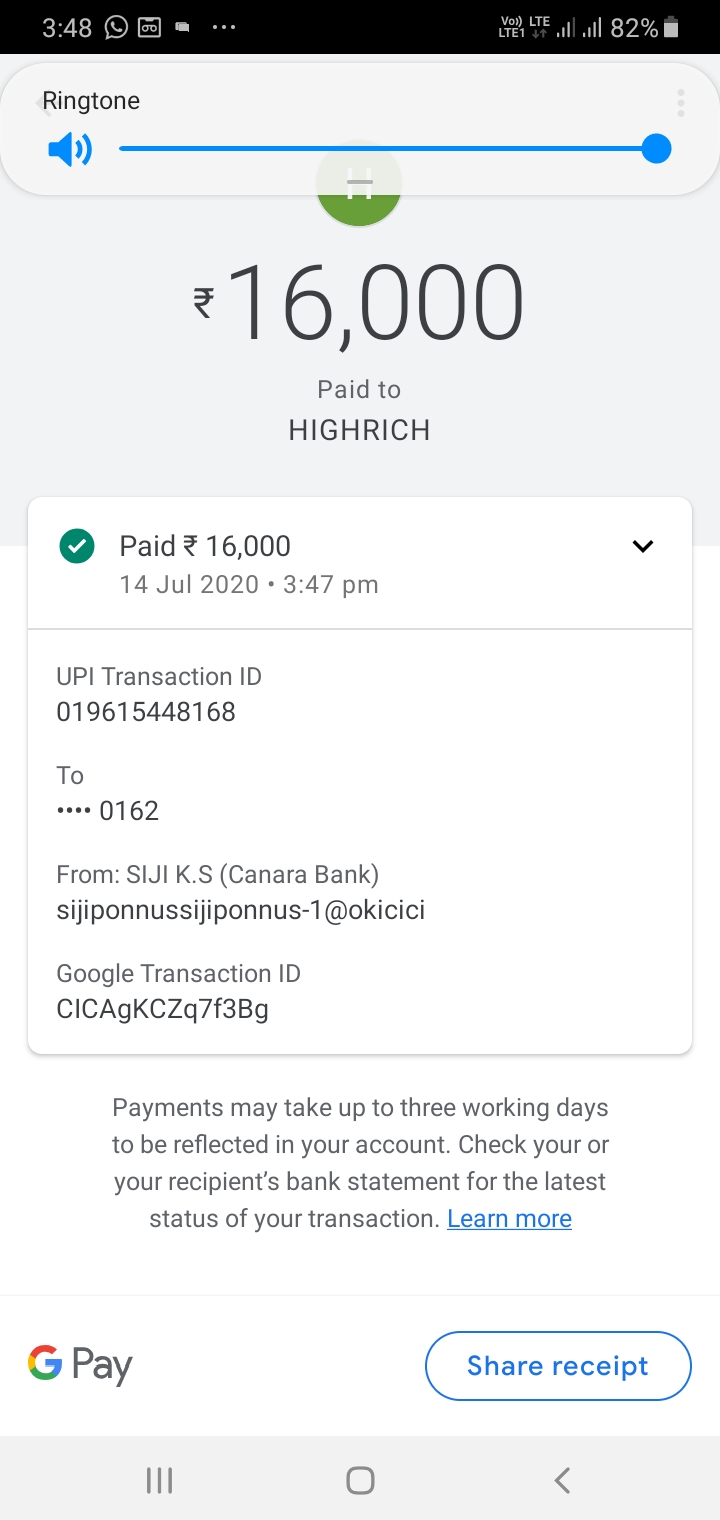 3:48
Vo)) LTE
LTE1
82%
Ringtone
H
₹16,000
Paid to
HIGHRICH
Paid ₹ 16,000
14 Jul 2020 • 3:47 pm
UPI Transaction ID
019615448168
To
•••• 0162
From: SIJI K.S (Canara Bank)
sijiponnussijiponnus-1@okicici
Google Transaction ID
CICAgKCZq7f3Bg
Payments may take up to three working days
to be reflected in your account. Check your or
your recipient’s bank statement for the latest
status of your transaction. Learn more
G Pay
Share receipt